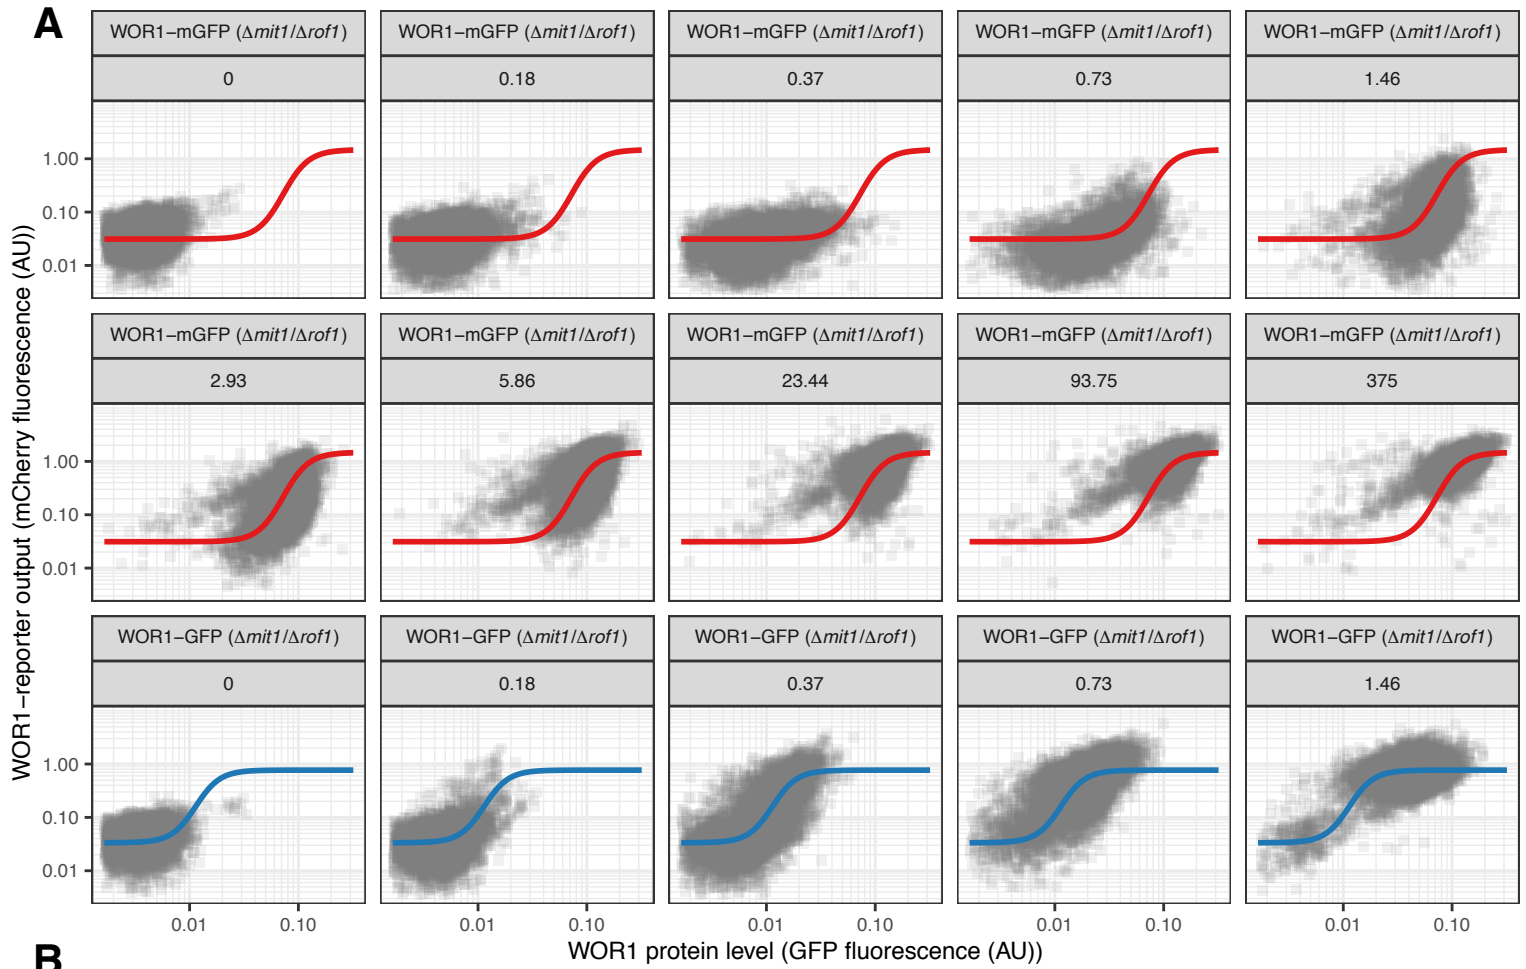 A
WOR1−mGFP (Δmit1/Δrof1) WOR1−mGFP (Δmit1/Δrof1) WOR1−mGFP (Δmit1/Δrof1) WOR1−mGFP (Δmit1/Δrof1) WOR1−mGFP (Δmit1/Δrof1)
0 0.18 0.37 0.73 1.46
1.00
0.10
0.01
WOR1−mGFP (Δmit1/Δrof1) WOR1−mGFP (Δmit1/Δrof1) WOR1−mGFP (Δmit1/Δrof1) WOR1−mGFP (Δmit1/Δrof1) WOR1−mGFP (Δmit1/Δrof1)
2.93 5.86 23.44 93.75 375
1.00
0.10
0.01
WOR1−GFP (Δmit1/Δrof1) WOR1−GFP (Δmit1/Δrof1) WOR1−GFP (Δmit1/Δrof1) WOR1−GFP (Δmit1/Δrof1) WOR1−GFP (Δmit1/Δrof1)
0 0.18 0.37 0.73 1.46
1.00
0.10
0.01
0.01 0.10 0.01 0.10 0.01 0.10 0.01 0.10 0.01 0.10
WOR1−reporter output (mCherry fluorescence (AU))
WOR1 protein level (GFP fluorescence (AU))
B